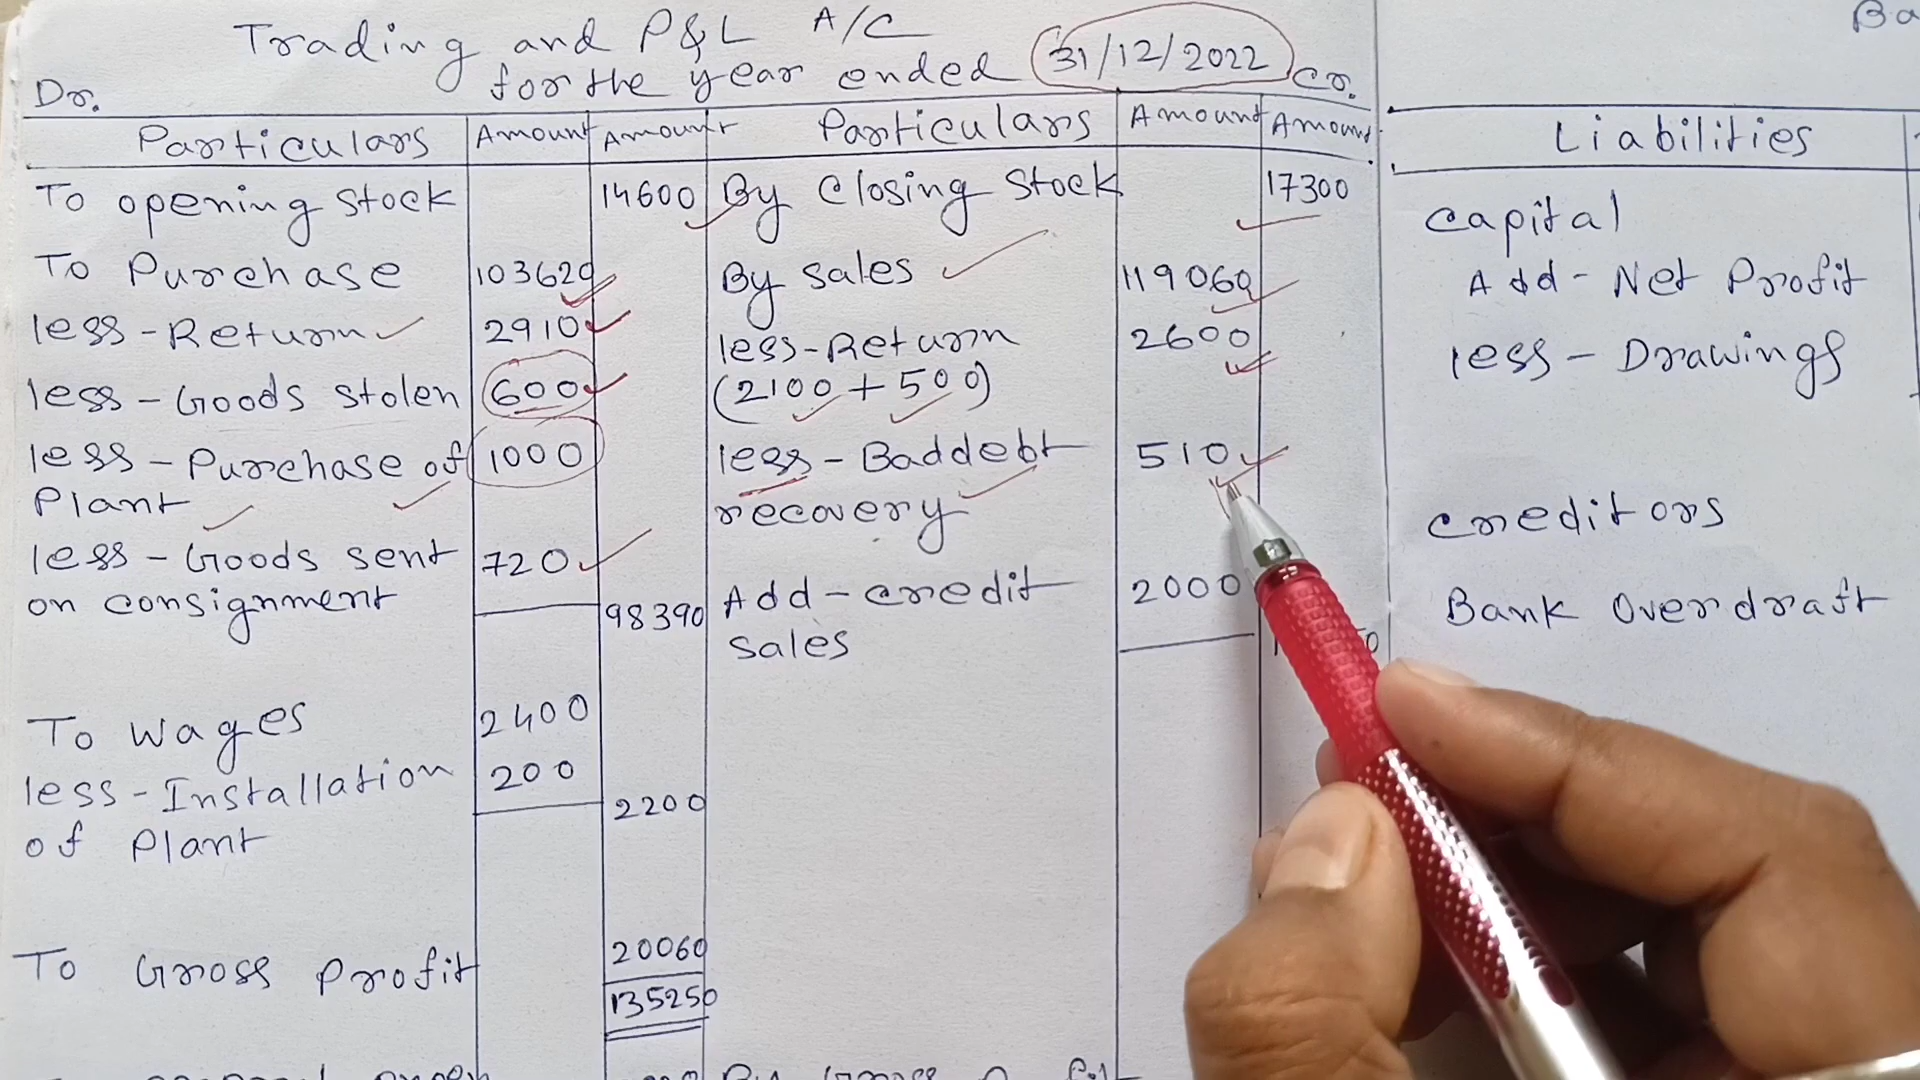 Trading and P&L A/C
for the year ended 31/12/2022
Dr. Cr.
Particulars Amount Amount Particulars Amount Amount
To opening stock 14600 By Closing Stock 17300
To Purchase 103620 By sales 119060
less-Return 2910 less-Return 2600
less-Goods stolen 600 (2100+500)
less-Purchase of 1000 less-Baddebt 510
Plant recovery
less-Goods sent 720 Add-credit 2000
on consignment 98390 sales
To wages 2400
less-Installation 200
of Plant 2200
To Gross Profit 20060
135250
By Gross
Ba
Liabilities
Capital
Add-Net Profit
less-Drawings
creditors
Bank Overdraft